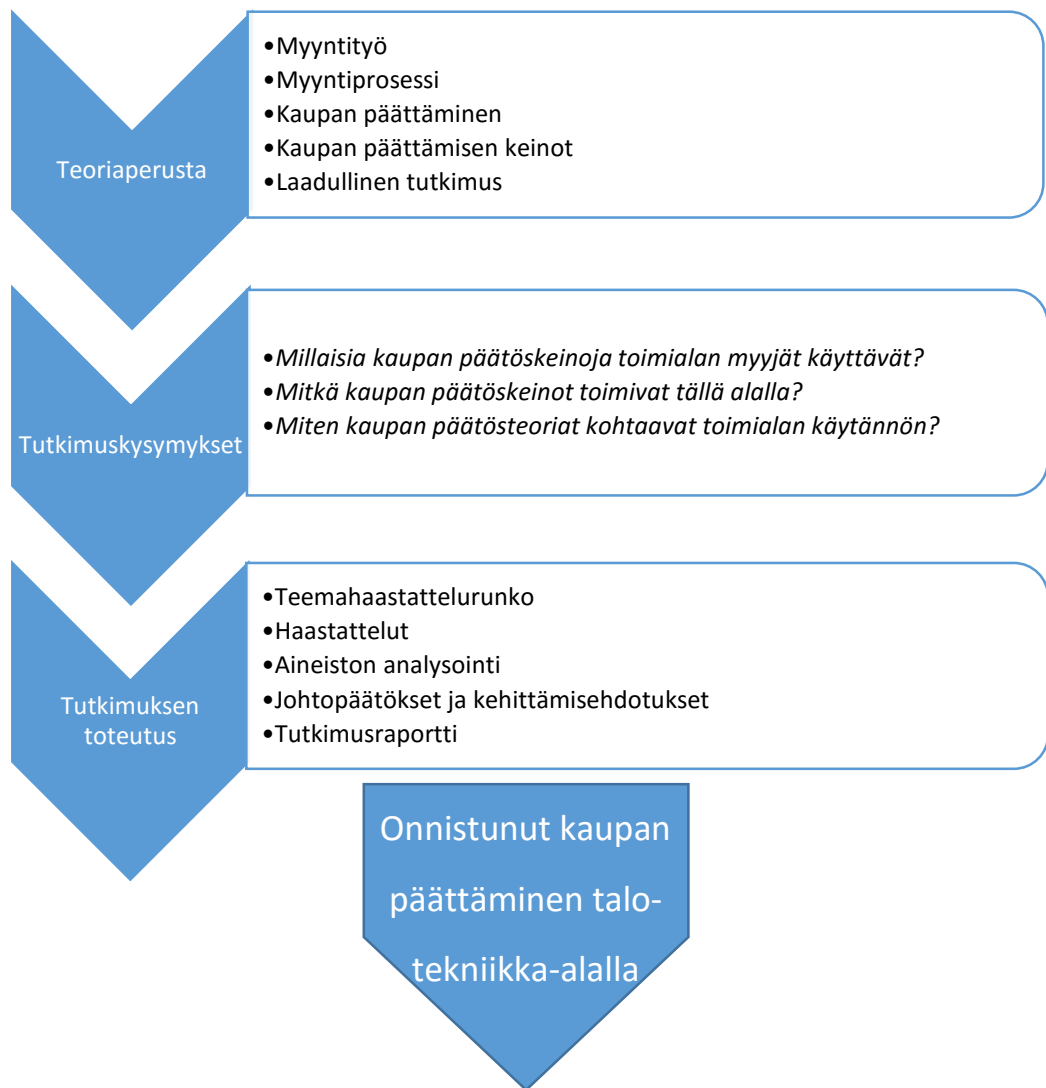 Teoriaperusta
•Myyntityö
•Myyntiprosessi
•Kaupan päättäminen
•Kaupan päättämisen keinot
•Laadullinen tutkimus
Tutkimuskysymykset
•Millaisia kaupan päätöskeinoja toimialan myyjät käyttävät?
•Mitkä kaupan päätöskeinot toimivat tällä alalla?
•Miten kaupan päätösteoriat kohtaavat toimialan käytännön?
Tutkimuksen
toteutus
•Teemahaastattelurunko
•Haastattelut
•Aineiston analysointi
•Johtopäätökset ja kehittämisehdotukset
•Tutkimusraportti
Onnistunut kaupan
päättäminen talo-
tekniikka-alalla